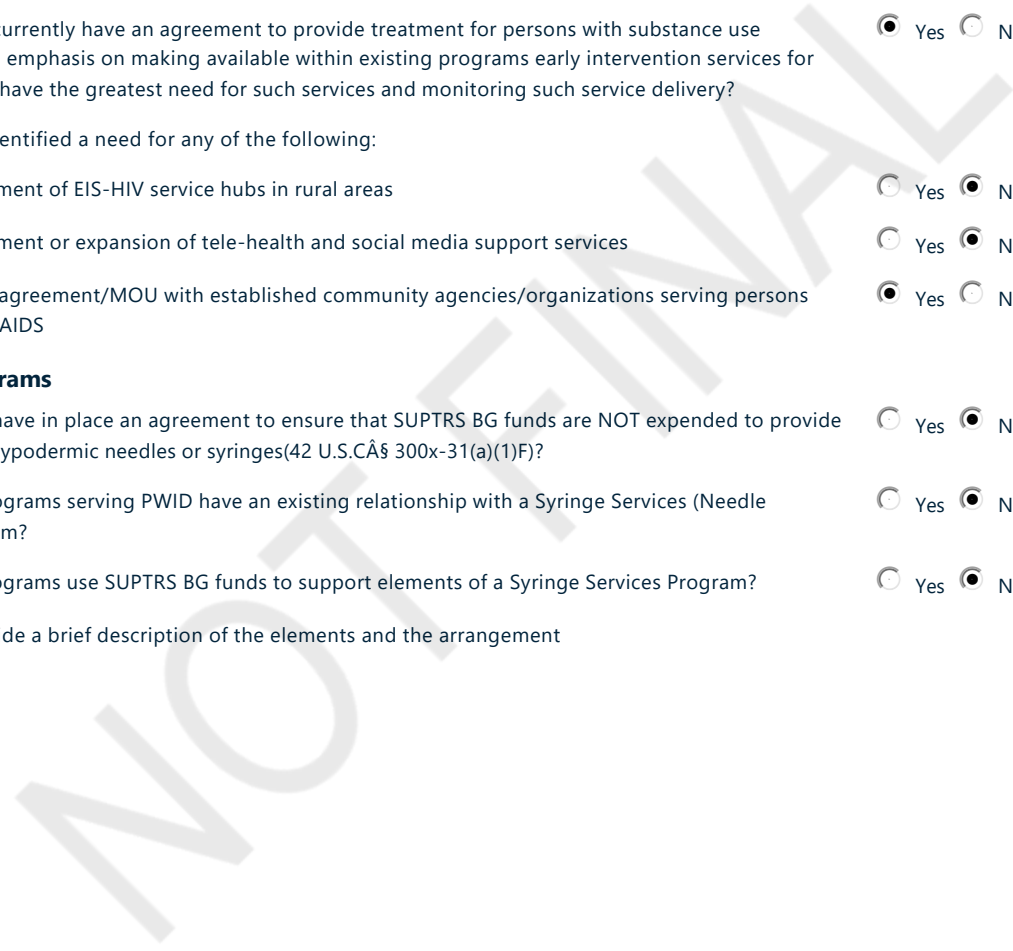 currently have an agreement to provide treatment for persons with substance use
emphasis on making available within existing programs early intervention services for
have the greatest need for such services and monitoring such service delivery?
Yes N
entified a need for any of the following:
ment of EIS-HIV service hubs in rural areas
Yes N
ment or expansion of tele-health and social media support services
Yes N
agreement/MOU with established community agencies/organizations serving persons
AIDS
Yes N
rams
have in place an agreement to ensure that SUPTRS BG funds are NOT expended to provide
ypodermic needles or syringes(42 U.S.CÂ§ 300x-31(a)(1)F)?
Yes N
ograms serving PWID have an existing relationship with a Syringe Services (Needle
m?
Yes N
ograms use SUPTRS BG funds to support elements of a Syringe Services Program?
Yes N
de a brief description of the elements and the arrangement
NOT FINAL